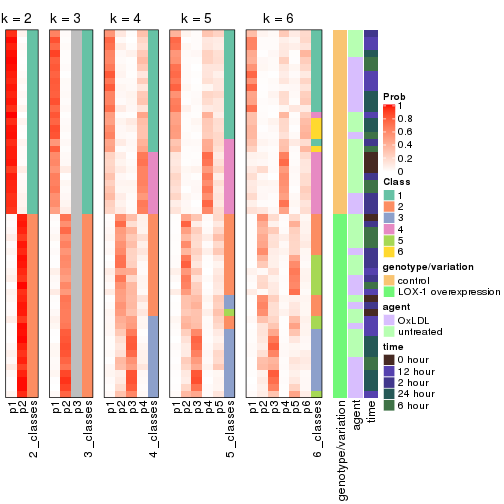 k = 2
k = 3
k = 4
k = 5
k = 6
p1
p2
2_classes
p1
p2
p3
3_classes
p1
p2
p3
p4
4_classes
p1
p2
p3
p4
p5
5_classes
p1
p2
p3
p4
p5
p6
6_classes
genotype/variation
agent
time
Prob
1
0.8
0.6
0.4
0.2
0
Class
1
2
3
4
5
6
genotype/variation
control
LOX-1 overexpression
agent
OxLDL
untreated
time
0 hour
12 hour
2 hour
24 hour
6 hour